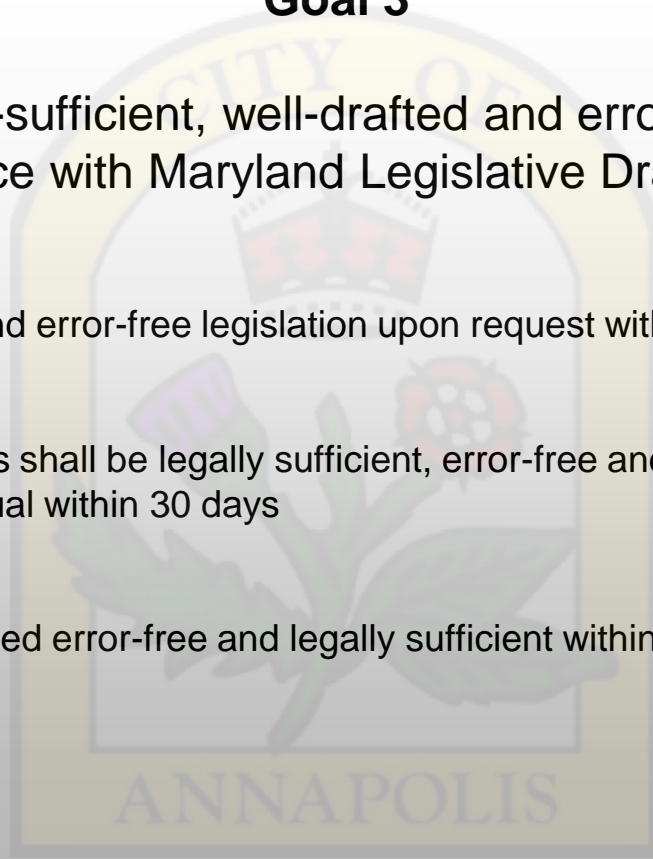 Goal 3
CITY OF
-sufficient, well-drafted and erro
ce with Maryland Legislative Dra
nd error-free legislation upon request wit
s shall be legally sufficient, error-free and
ual within 30 days
ed error-free and legally sufficient within
ANNAPOLIS